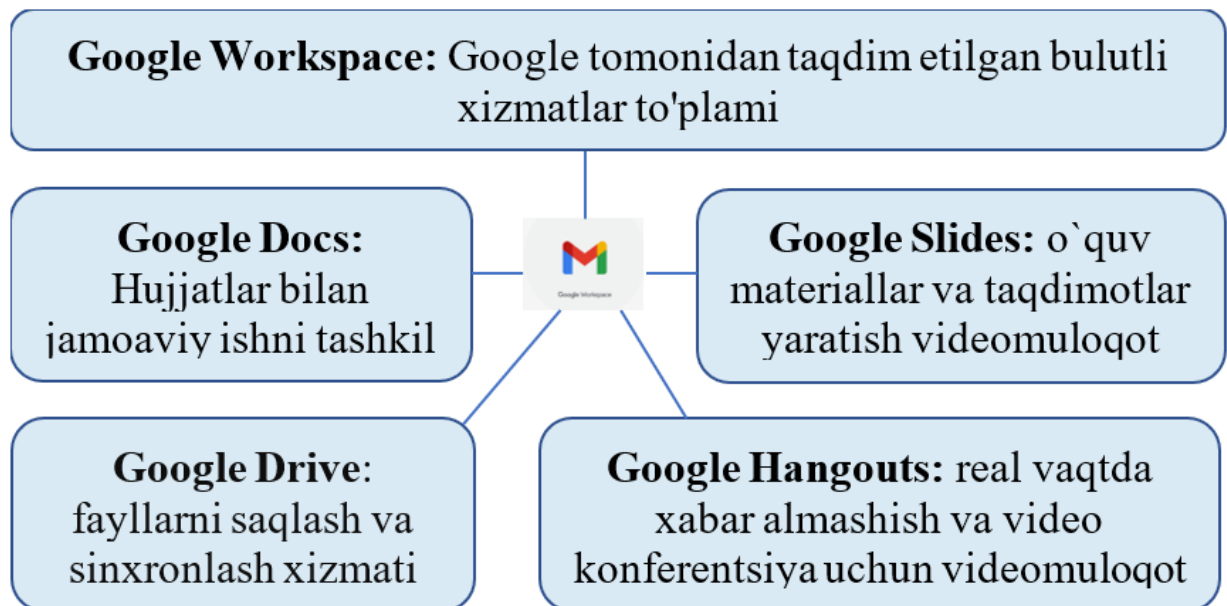 Google Workspace: Google tomonidan taqdim etilgan bulutli
xizmatlar to'plami
Google Docs:
Hujjatlar bilan
jamoaviy ishni tashkil
Google Workspace
Google Slides: o`quv
materiallar va taqdimotlar
yaratish videomuloqot
Google Drive:
fayllarni saqlash va
sinxronlash xizmati
Google Hangouts: real vaqtda
xabar almashish va video
konferentsiya uchun videomuloqot